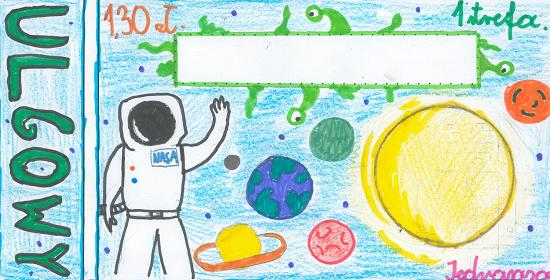 ULGOWY
1,30 zł.
1 strefa.
NASA